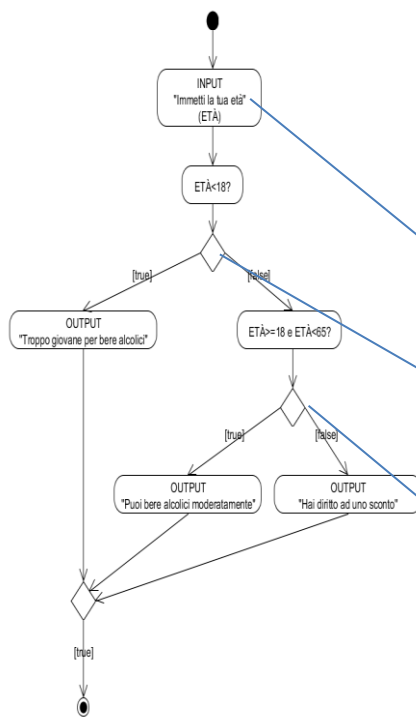 INPUT
"Immetti la tua età"
(ETÀ)
ETÀ<18?
[true]
[false]
OUTPUT
"Troppo giovane per bere alcolici"
ETÀ>=18 e ETÀ<65?
[true]
[false]
OUTPUT
"Puoi bere alcolici moderatamente"
OUTPUT
"Hai diritto ad uno sconto"
[true]